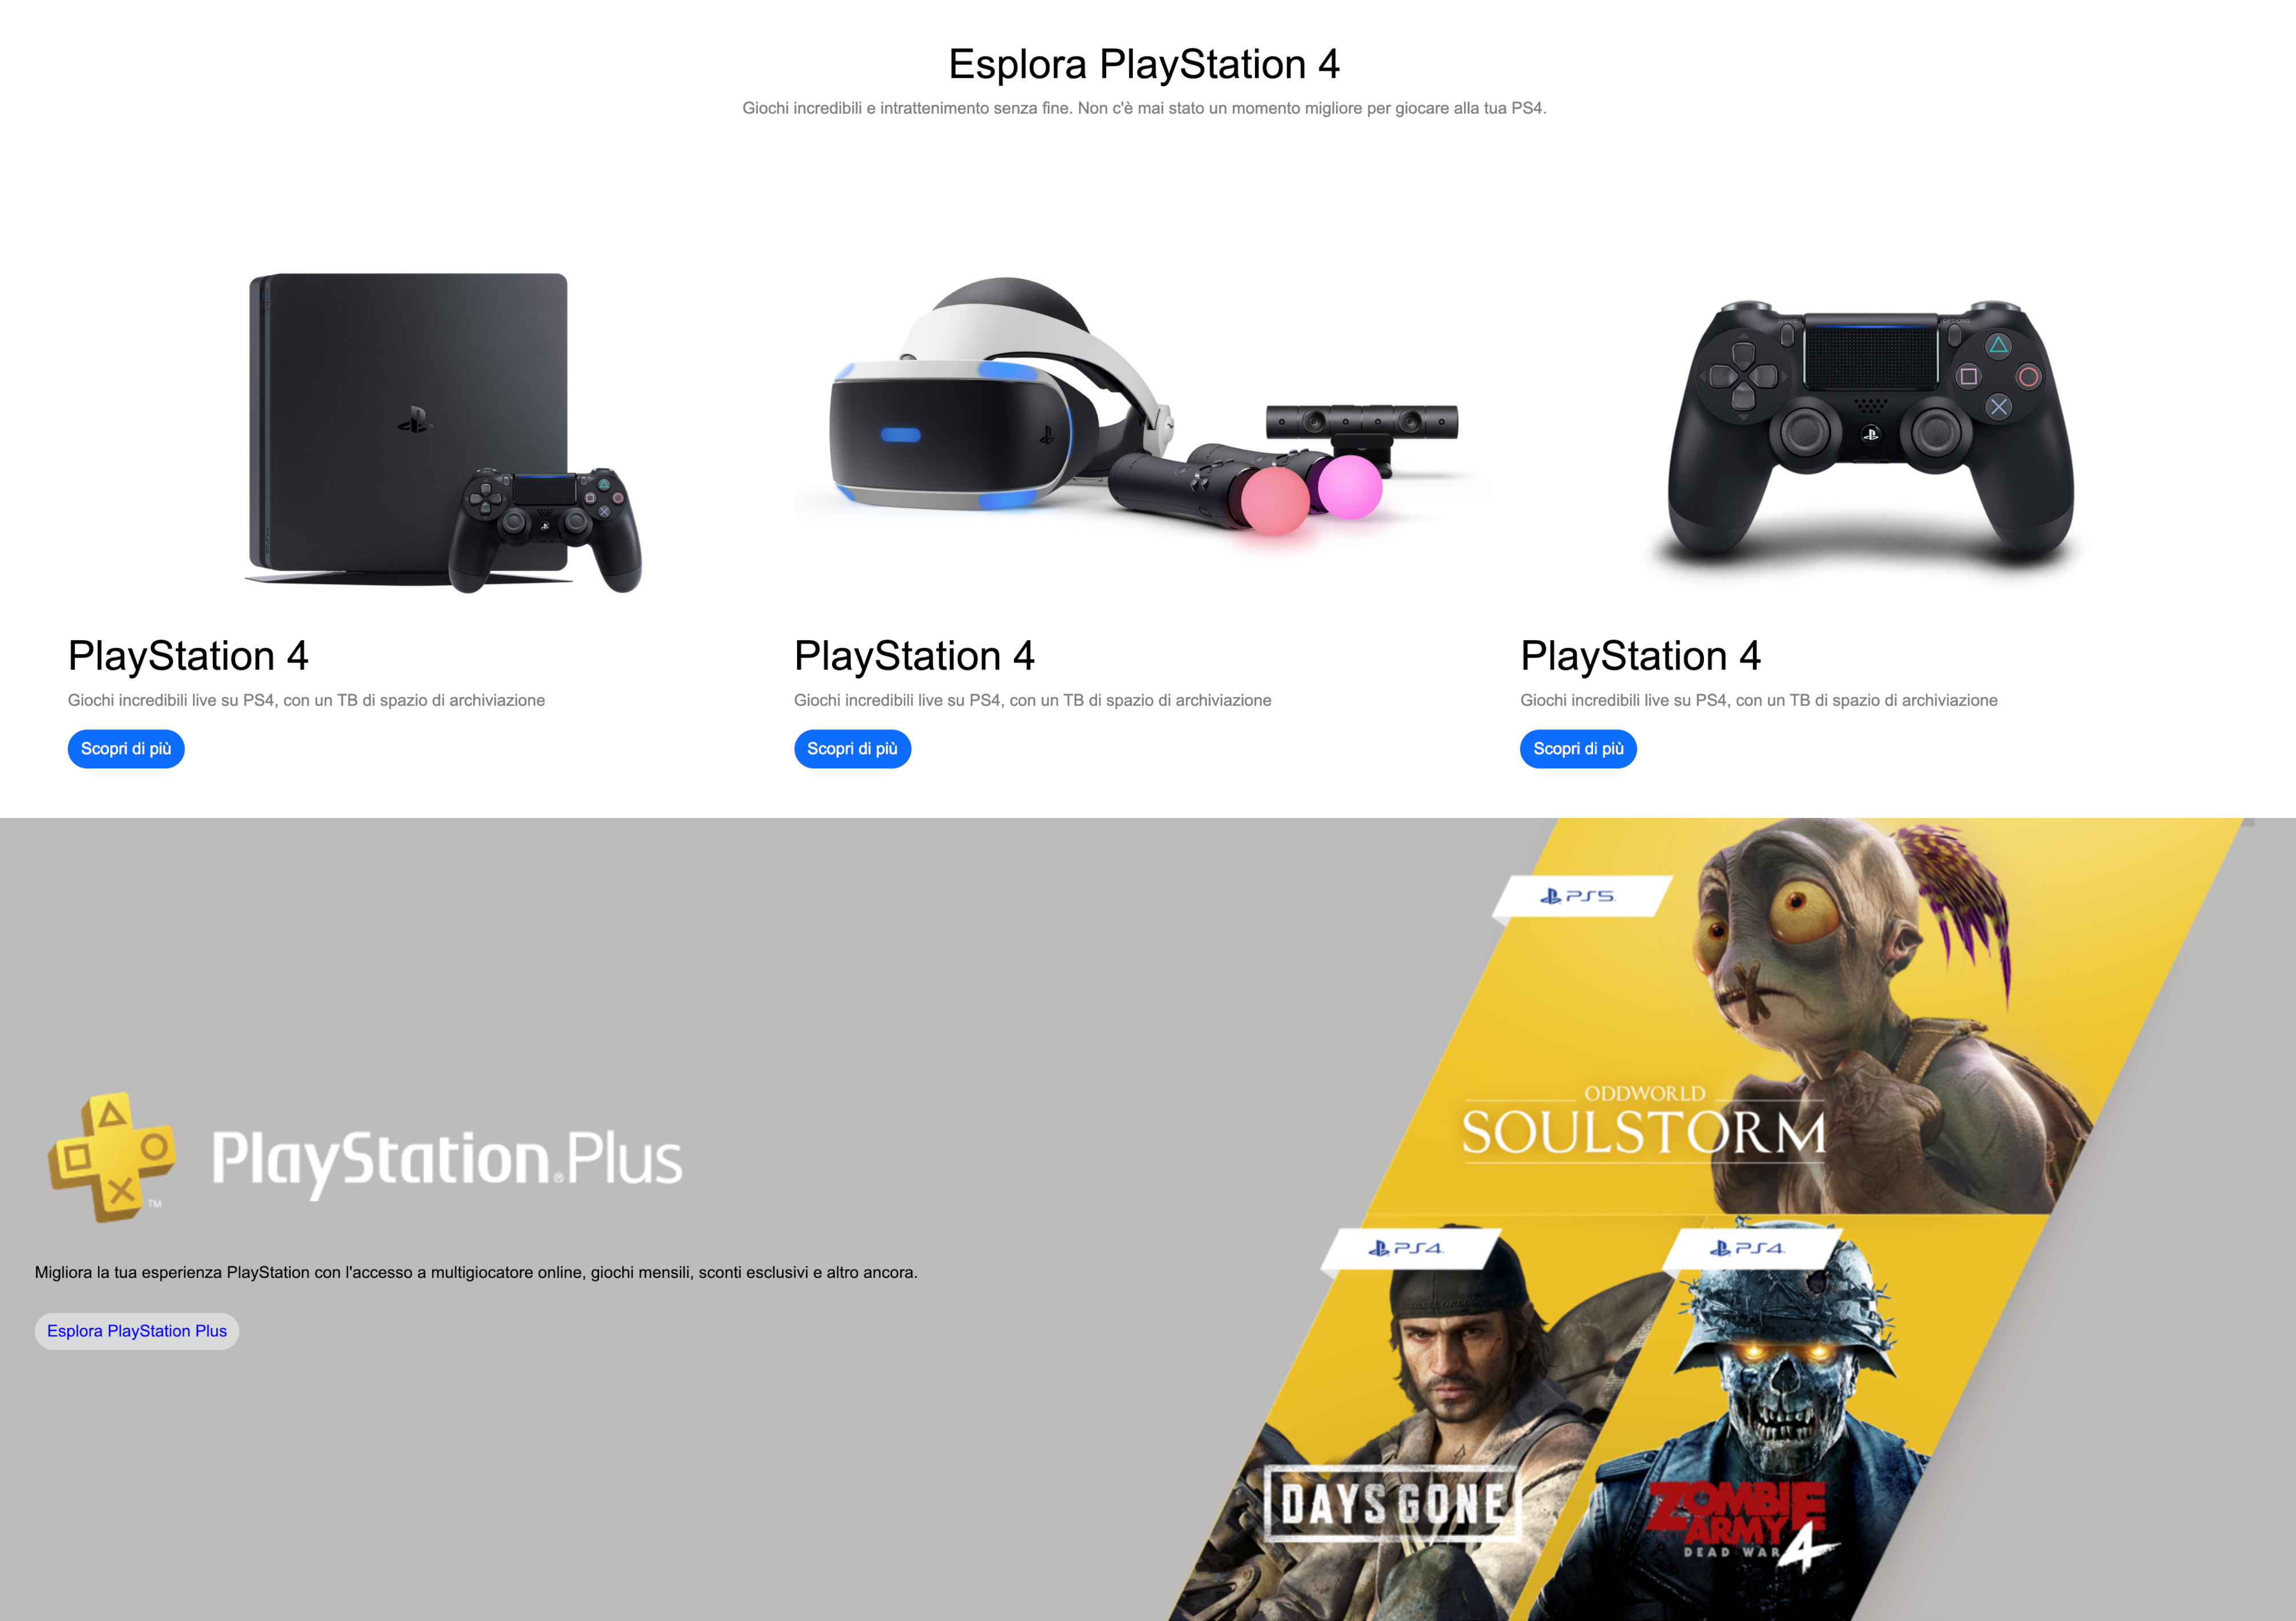 Esplora PlayStation 4
Giochi incredibili e intrattenimento senza fine. Non c'è mai stato un momento migliore per giocare alla tua PS4.
SHARE
OPTIONS
PlayStation 4
Giochi incredibili live su PS4, con un TB di spazio di archiviazione
Scopri di più
PlayStation 4
Giochi incredibili live su PS4, con un TB di spazio di archiviazione
Scopri di più
PlayStation 4
Giochi incredibili live su PS4, con un TB di spazio di archiviazione
Scopri di più
PS5
ODDWORLD
SOULSTORM
PlayStation®Plus
TM
Migliora la tua esperienza PlayStation con l'accesso a multigiocatore online, giochi mensili, sconti esclusivi e altro ancora.
Esplora PlayStation Plus
PS4
PS4
DAYS GONE
ZOMBIE
ARMY 4
DEAD WAR